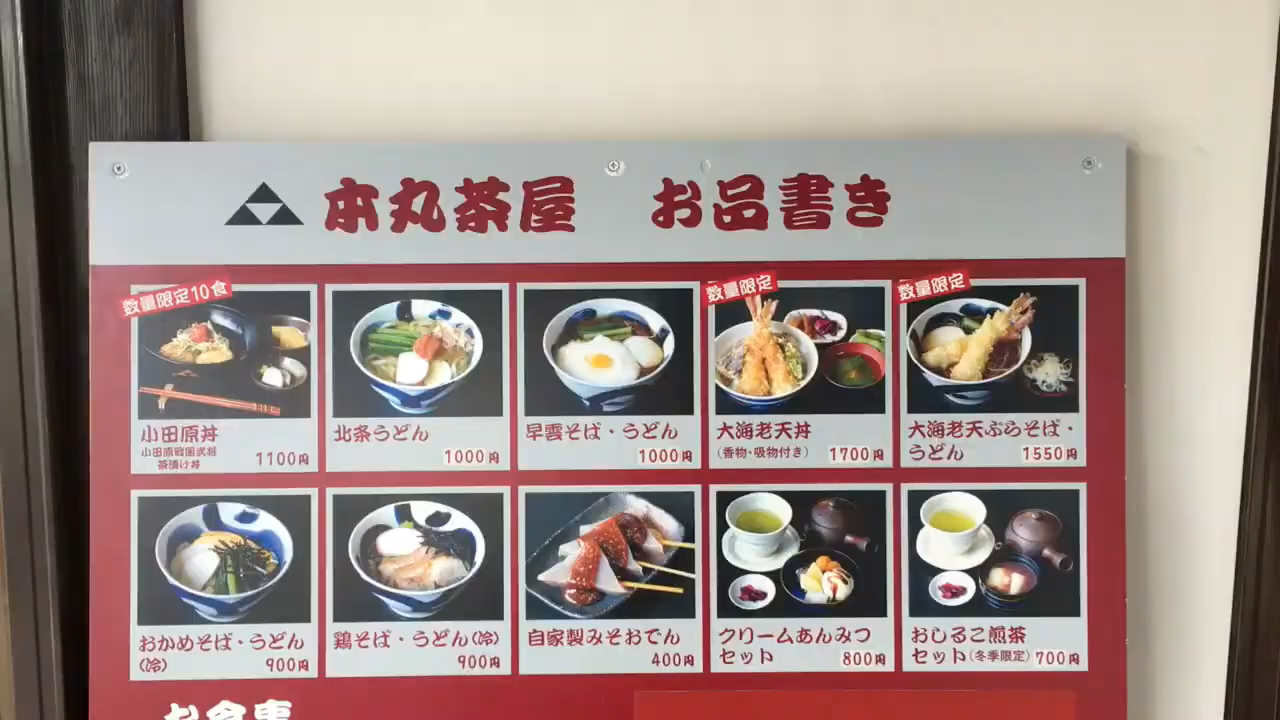 本丸茶屋 お品書き
数量限定10食
小田原丼
小田原戦国武将
茶漬け丼
1100円
北条うどん
1000円
早雲そば・うどん
1000円
数量限定
大海老天丼
(香物・吸物付き) 1700円
数量限定
大海老天ぷらそば・
うどん 1550円
おかめそば・うどん
(冷) 900円
鶏そば・うどん(冷)
900円
自家製みそおでん
400円
クリームあんみつ
セット 800円
おしるこ煎茶
セット(冬季限定) 700円
お食事